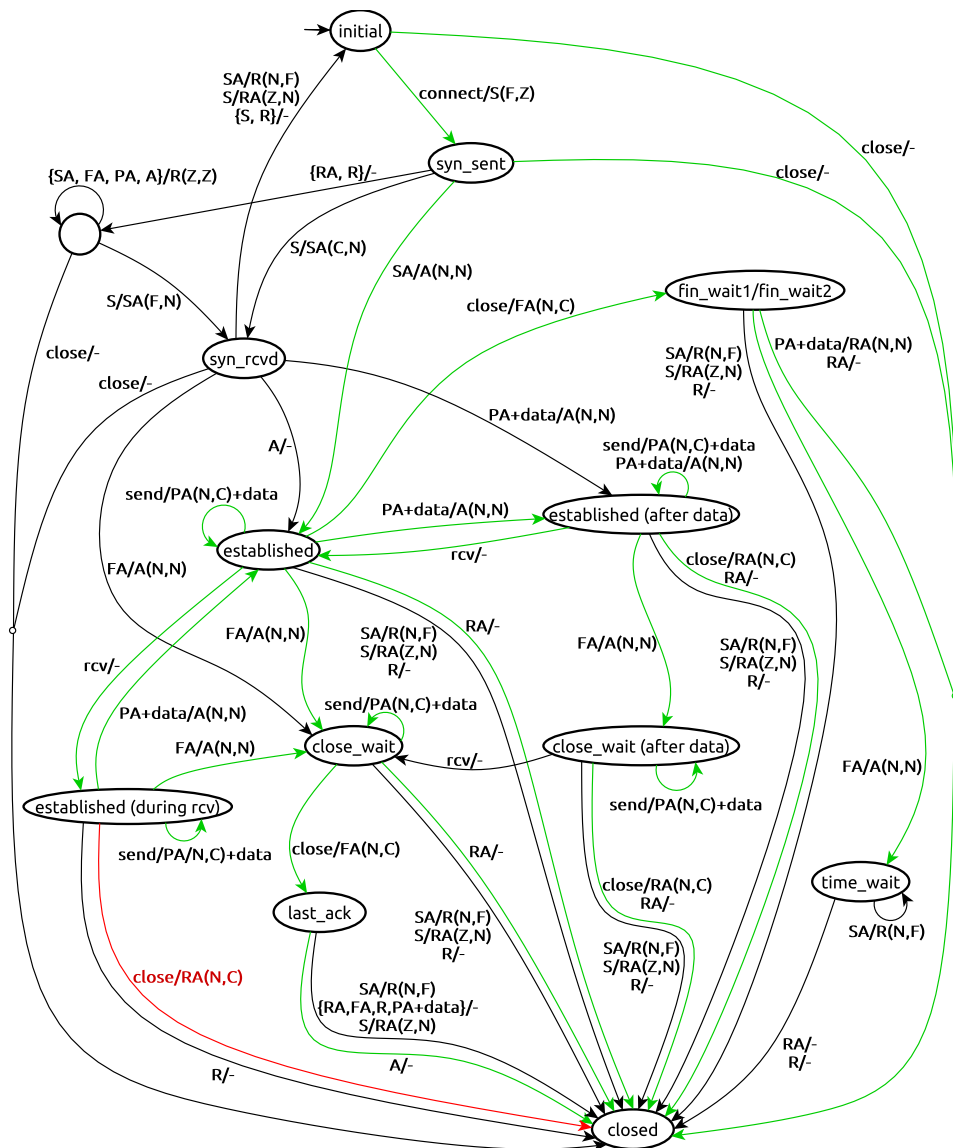 initial
SA/R(N,F)
S/RA(Z,N)
{S, R}/-
connect/S(F,Z)
close/-
syn_sent
{SA, FA, PA, A}/R(Z,Z)
{RA, R}/-
close/-
S/SA(C,N)
SA/A(N,N)
S/SA(F,N)
fin_wait1/fin_wait2
close/FA(N,C)
close/-
syn_rcvd
close/-
SA/R(N,F)
S/RA(Z,N)
R/-
PA+data/RA(N,N)
RA/-
PA+data/A(N,N)
A/-
send/PA(N,C)+data
PA+data/A(N,N)
send/PA(N,C)+data
PA+data/A(N,N)
established (after data)
established
rcv/-
close/RA(N,C)
RA/-
FA/A(N,N)
FA/A(N,N)
RA/-
SA/R(N,F)
S/RA(Z,N)
R/-
FA/A(N,N)
SA/R(N,F)
S/RA(Z,N)
R/-
rcv/-
PA+data/A(N,N)
send/PA(N,C)+data
FA/A(N,N)
close_wait
rcv/-
close_wait (after data)
FA/A(N,N)
established (during rcv)
send/PA(N,C)+data
send/PA/N,C)+data
close/FA(N,C)
RA/-
close/RA(N,C)
RA/-
time_wait
last_ack
SA/R(N,F)
S/RA(Z,N)
R/-
SA/R(N,F)
SA/R(N,F)
S/RA(Z,N)
R/-
close/RA(N,C)
SA/R(N,F)
{RA,FA,R,PA+data}/-
S/RA(Z,N)
RA/-
R/-
R/-
A/-
closed